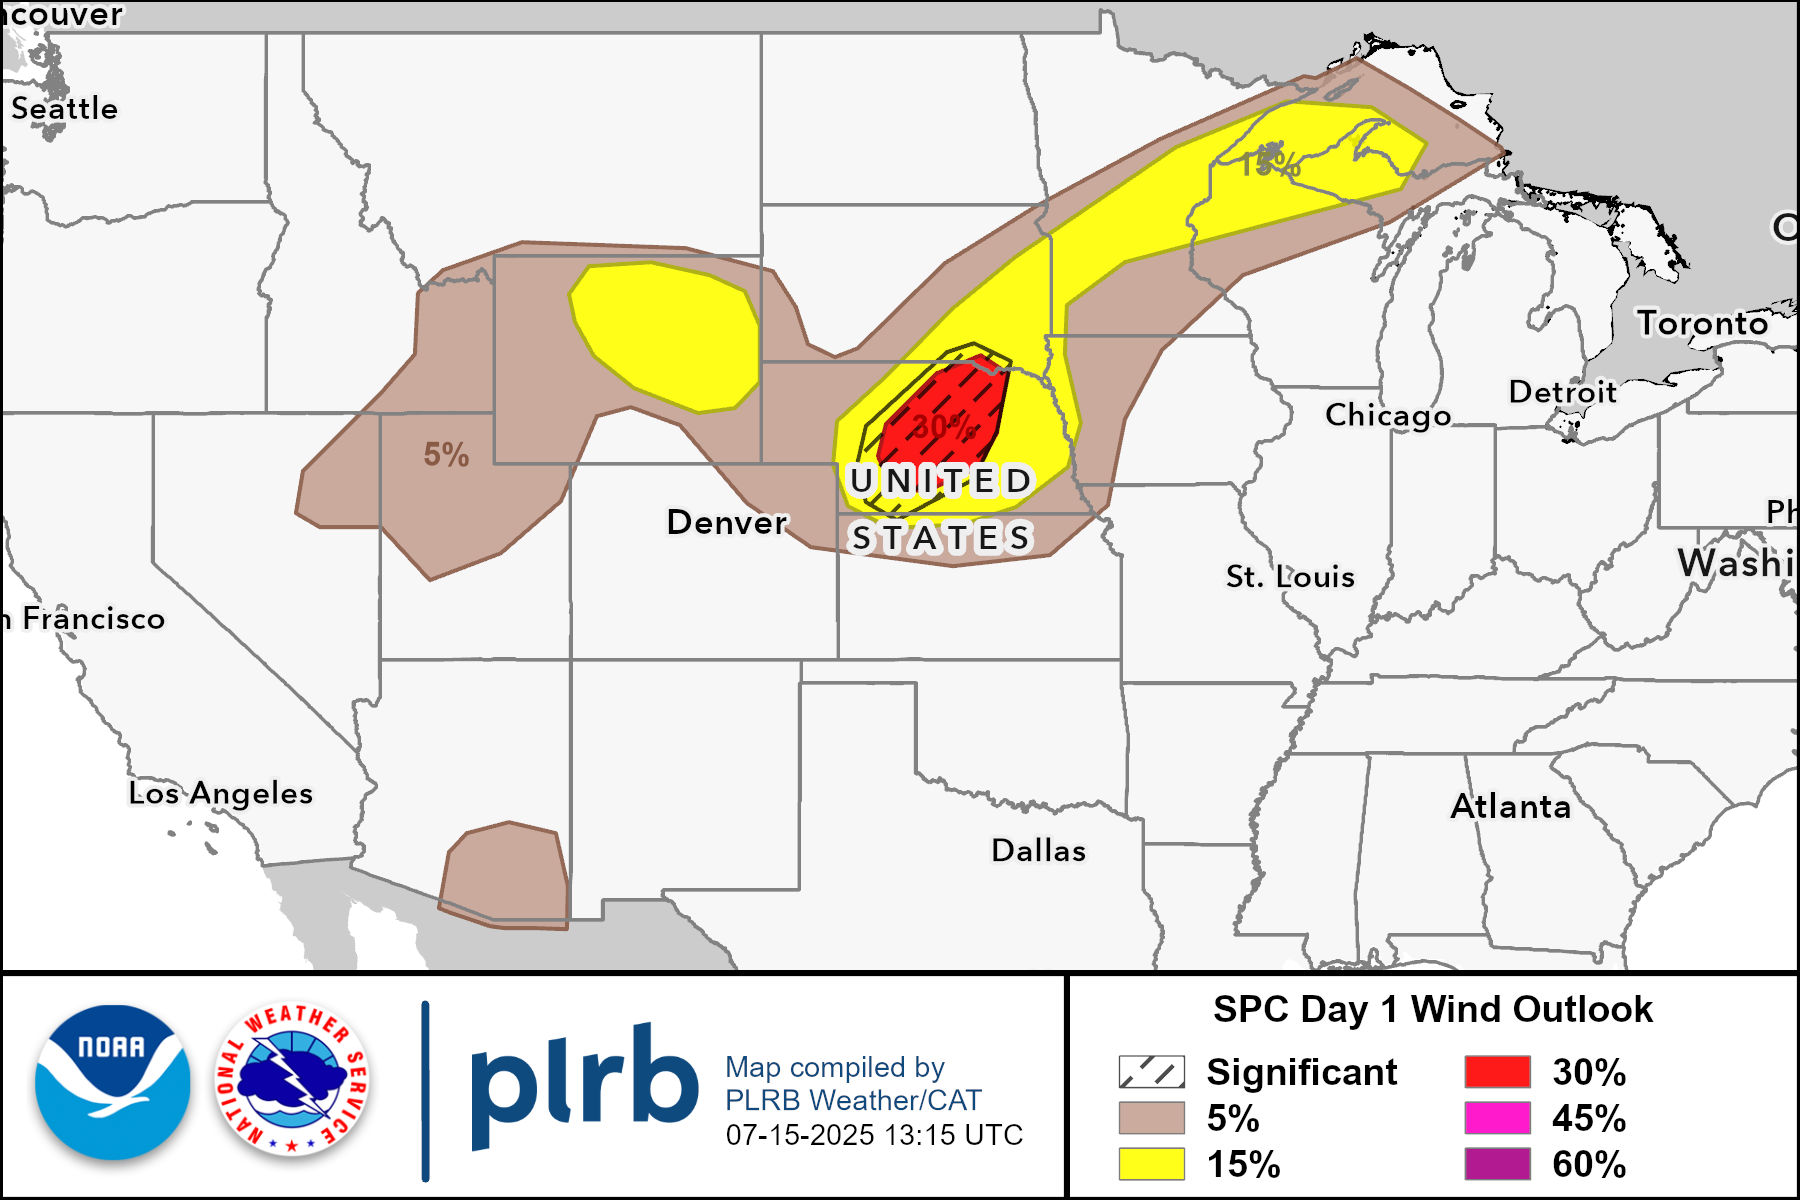 ncouver
Seattle
15%
O
Toronto
Detroit
Chicago
30%
5%
UNITED
Denver
STATES
Ph
Washi
St. Louis
n Francisco
Los Angeles
Atlanta
Dallas
NOAA
NATIONAL WEATHER SERVICE
plrb
Map compiled by
PLRB Weather/CAT
07-15-2025 13:15 UTC
SPC Day 1 Wind Outlook
Significant
30%
5%
45%
15%
60%